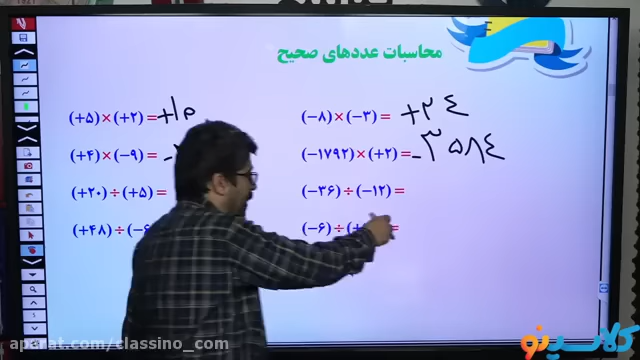 محاسبات عددهای صحیح
(+۵)×(+۲)= +۱۰
(−۸)×(−۳)= +۲۴
(+۴)×(−۹)= −
(−۱۷۹۲)×(+۲)= −۳۵۸۴
(+۲۰)÷(+۵)=
(−۳۶)÷(−۱۲)=
(+۴۸)÷(−۶
(−۶)÷(+
کلاسینو
aparat.com/classino_com